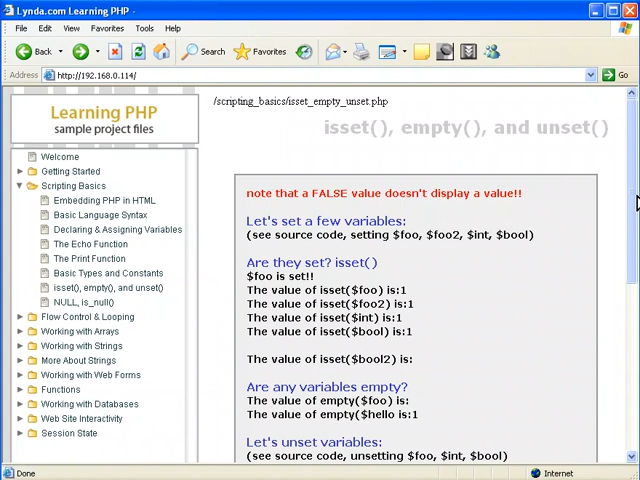 Lynda.com Learning PHP -
File Edit View Favorites Tools Help
Back Search Favorites
Address http://192.168.0.114/ Go
Learning PHP
sample project files
Welcome
Getting Started
Scripting Basics
Embedding PHP in HTML
Basic Language Syntax
Declaring & Assigning Variables
The Echo Function
The Print Function
Basic Types and Constants
isset(), empty(), and unset()
NULL, is_null()
Flow Control & Looping
Working with Arrays
Working with Strings
More About Strings
Working with Web Forms
Functions
Working with Databases
Web Site Interactivity
Session State
/scripting_basics/isset_empty_unset.php
isset(), empty(), and unset()
note that a FALSE value doesn't display a value!!
Let's set a few variables:
(see source code, setting $foo, $foo2, $int, $bool)
Are they set? isset()
$foo is set!!
The value of isset($foo) is:1
The value of isset($foo2) is:1
The value of isset($int) is:1
The value of isset($bool) is:1
The value of isset($bool2) is:
Are any variables empty?
The value of empty($foo) is:
The value of empty($hello is:1
Let's unset variables:
(see source code, unsetting $foo, $int, $bool)
Done Internet